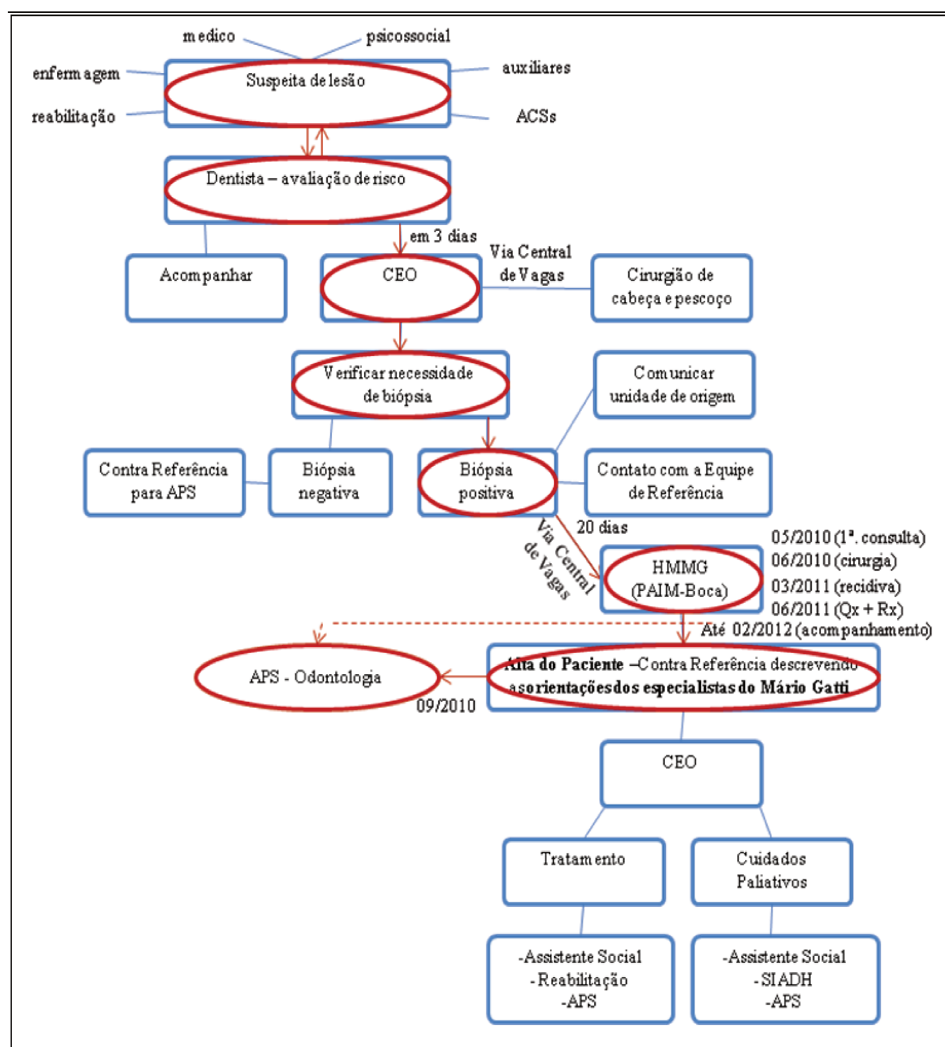 medico
psicossocial
enfermagem
auxiliares
Suspeita de lesão
reabilitação
ACSs
Dentista – avaliação de risco
em 3 dias
Via Central
de Vagas
Acompanhar
CEO
Cirurgião de
cabeça e pescoço
Verificar necessidade
de biópsia
Comunicar
unidade de origem
Contra Referência
para APS
Biópsia
negativa
Biópsia
positiva
Contato com a Equipe
de Referência
20 dias
Via Central
de Vagas
HMMG
(PAIM-Boca)
05/2010 (1ª. consulta)
06/2010 (cirurgia)
03/2011 (recidiva)
06/2011 (Qx + Rx)
Até 02/2012 (acompanhamento)
APS - Odontologia
09/2010
Alta do Paciente –Contra Referência descrevendo
as orientações dos especialistas do Mário Gatti
CEO
Tratamento
Cuidados
Paliativos
-Assistente Social
-Reabilitação
-APS
-Assistente Social
-SIADH
-APS